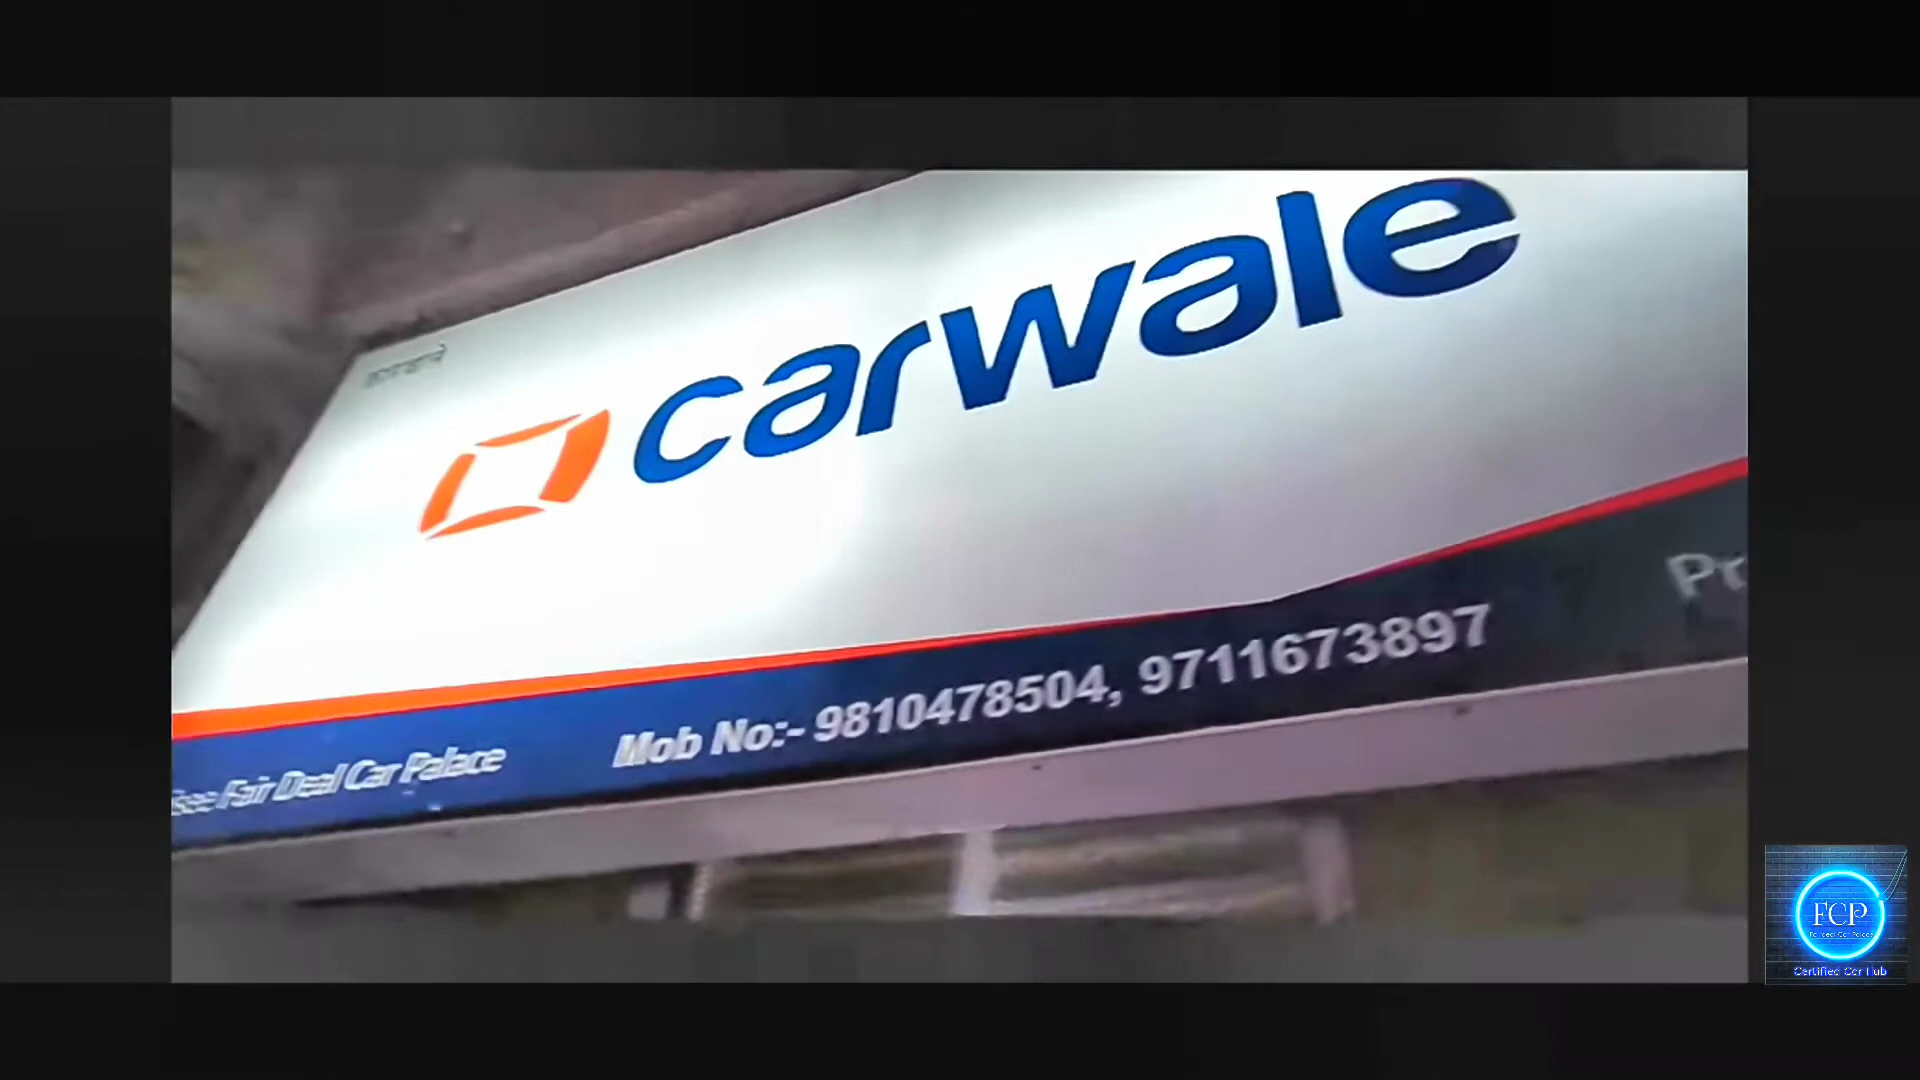 carwale
Fair Deal Car Palace
Mob No:- 9810478504, 9711673897
FCP
Certified Car Hub